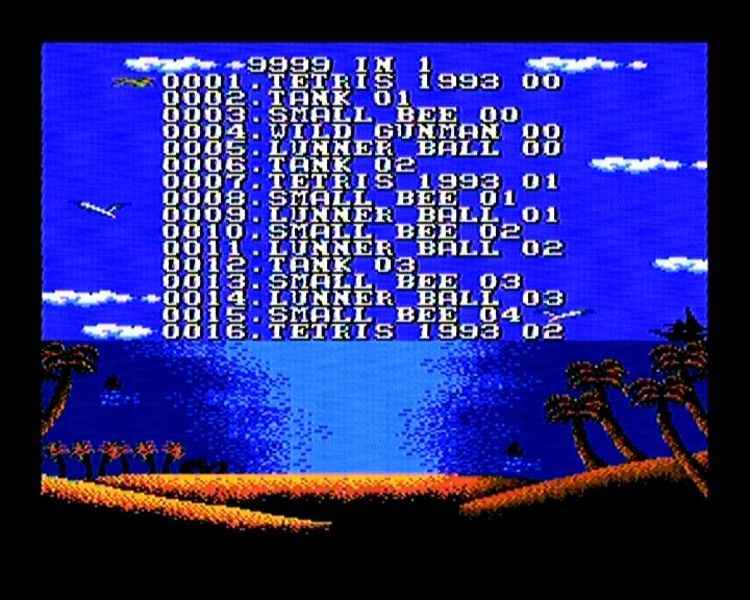 9999 IN 1
0001.TETRIS 1993 00
0002.TANK 01
0003.SMALL BEE 00
0004.WILD GUNMAN 00
0005.LUNNER BALL 00
0006.TANK 02
0007.TETRIS 1993 01
0008.SMALL BEE 01
0009.LUNNER BALL 01
0010.SMALL BEE 02
0011.LUNNER BALL 02
0012.TANK 03
0013.SMALL BEE 03
0014.LUNNER BALL 03
0015.SMALL BEE 04
0016.TETRIS 1993 02